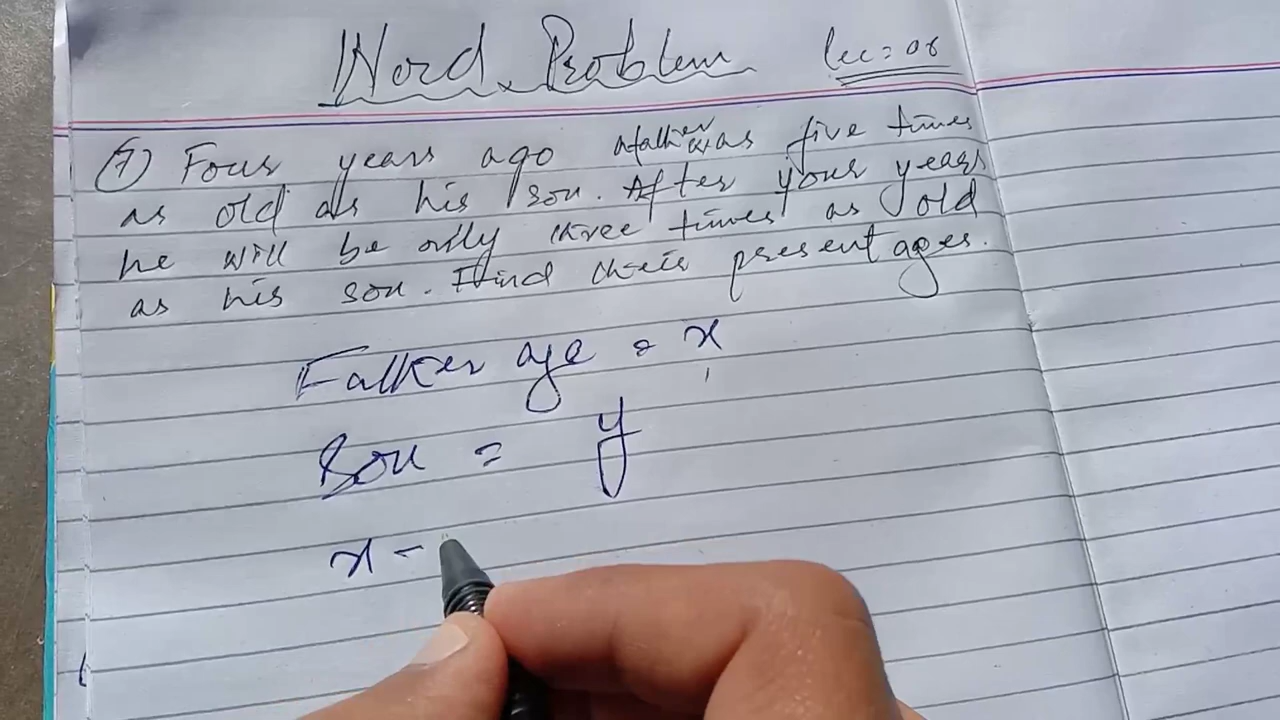 Word Problem lec = 08
(7) Four years ago a father was five times
as old as his son. After four years
he will be only three times as old
as his son. Find their present ages.
Father age = x
Son = y
x -